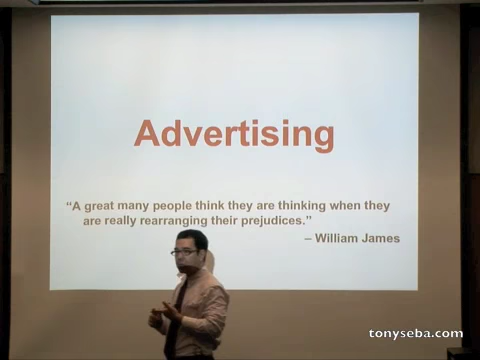 Advertising
“A great many people think they are thinking when they
are really rearranging their prejudices.”
– William James
tonyseba.com